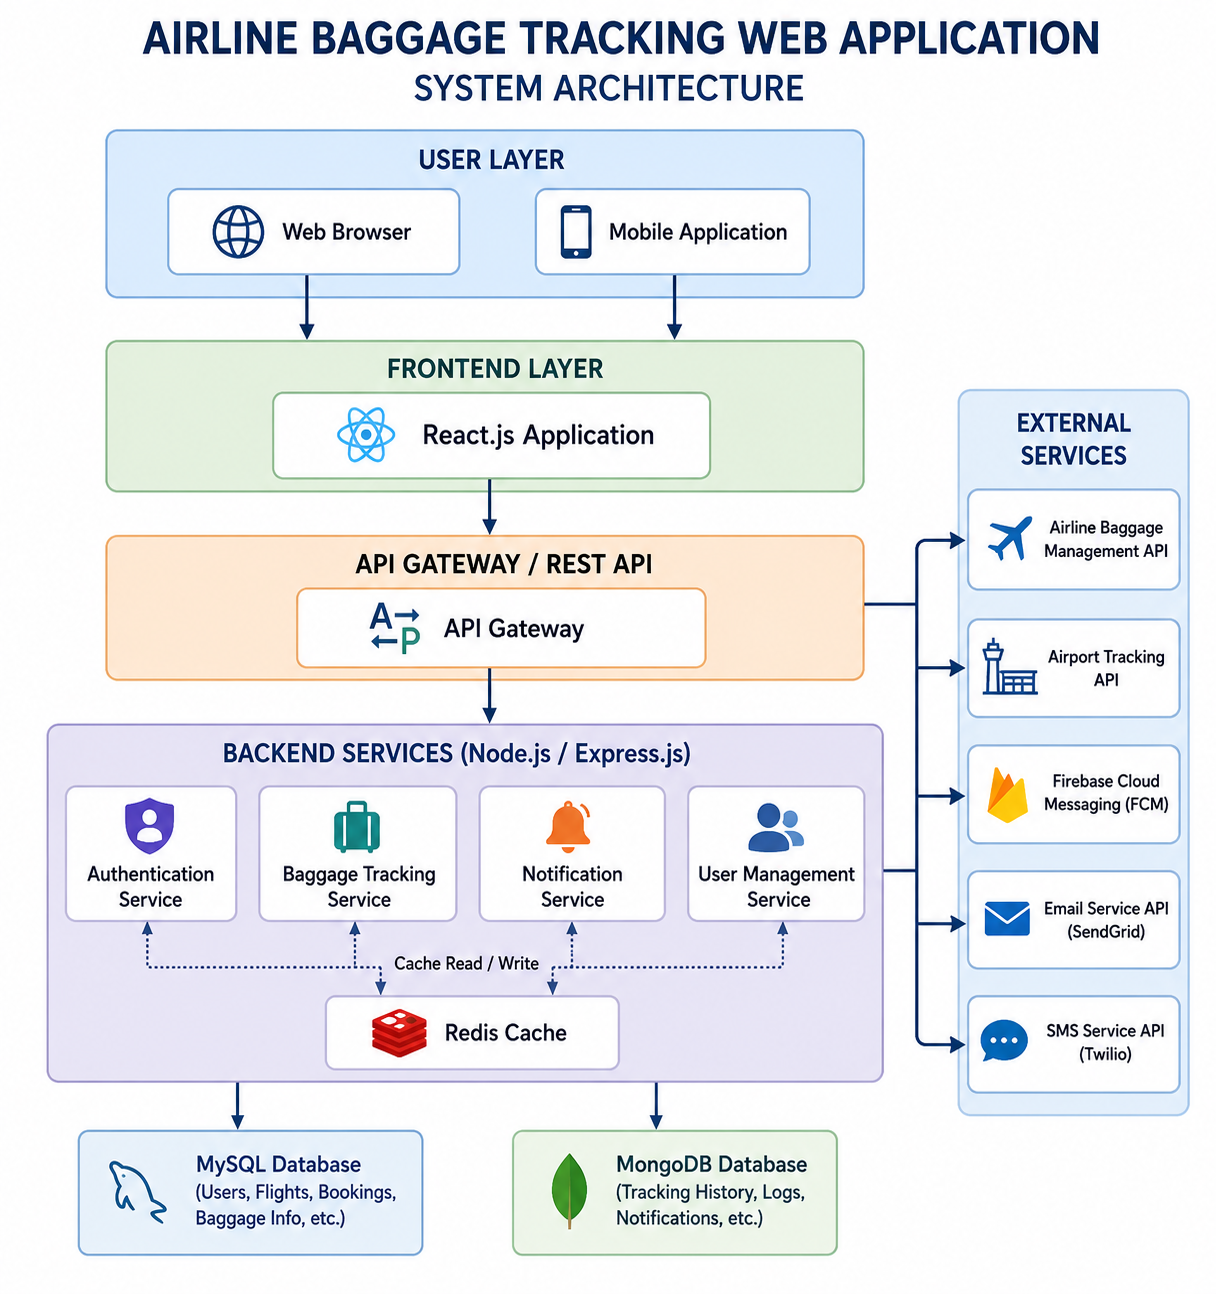 AIRLINE BAGGAGE TRACKING WEB APPLICATION
SYSTEM ARCHITECTURE
USER LAYER
Web Browser
Mobile Application
FRONTEND LAYER
React.js Application
API GATEWAY / REST API
A
P
API Gateway
BACKEND SERVICES (Node.js / Express.js)
Authentication
Service
Baggage Tracking
Service
Notification
Service
User Management
Service
Cache Read / Write
Redis Cache
MySQL Database
(Users, Flights, Bookings,
Baggage Info, etc.)
MongoDB Database
(Tracking History, Logs,
Notifications, etc.)
EXTERNAL
SERVICES
Airline Baggage
Management API
Airport Tracking
API
Firebase Cloud
Messaging (FCM)
Email Service API
(SendGrid)
SMS Service API
(Twilio)